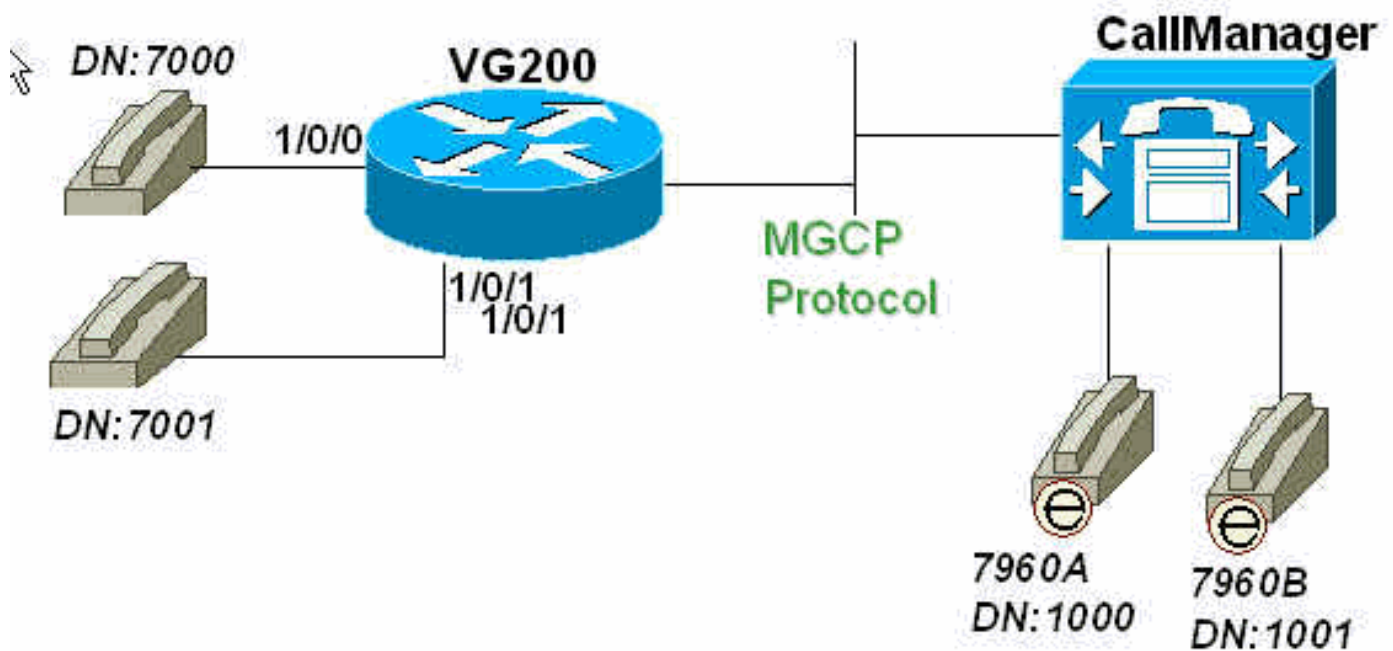 DN:7000
VG200
CallManager
1/0/0
MGCP
Protocol
1/0/1
1/0/1
DN:7001
e
e
7960A
DN:1000
7960B
DN:1001